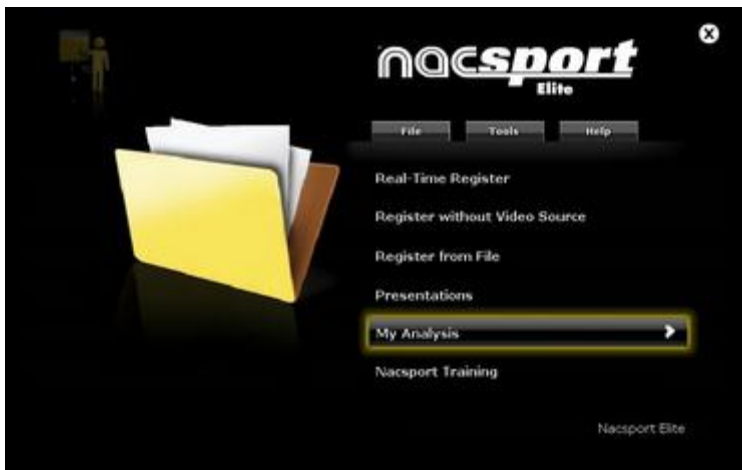 nacsport
Elite
File Tools Help
Real-Time Register
Register without Video Source
Register from File
Presentations
My Analysis
Nacsport Training
Nacsport Elite